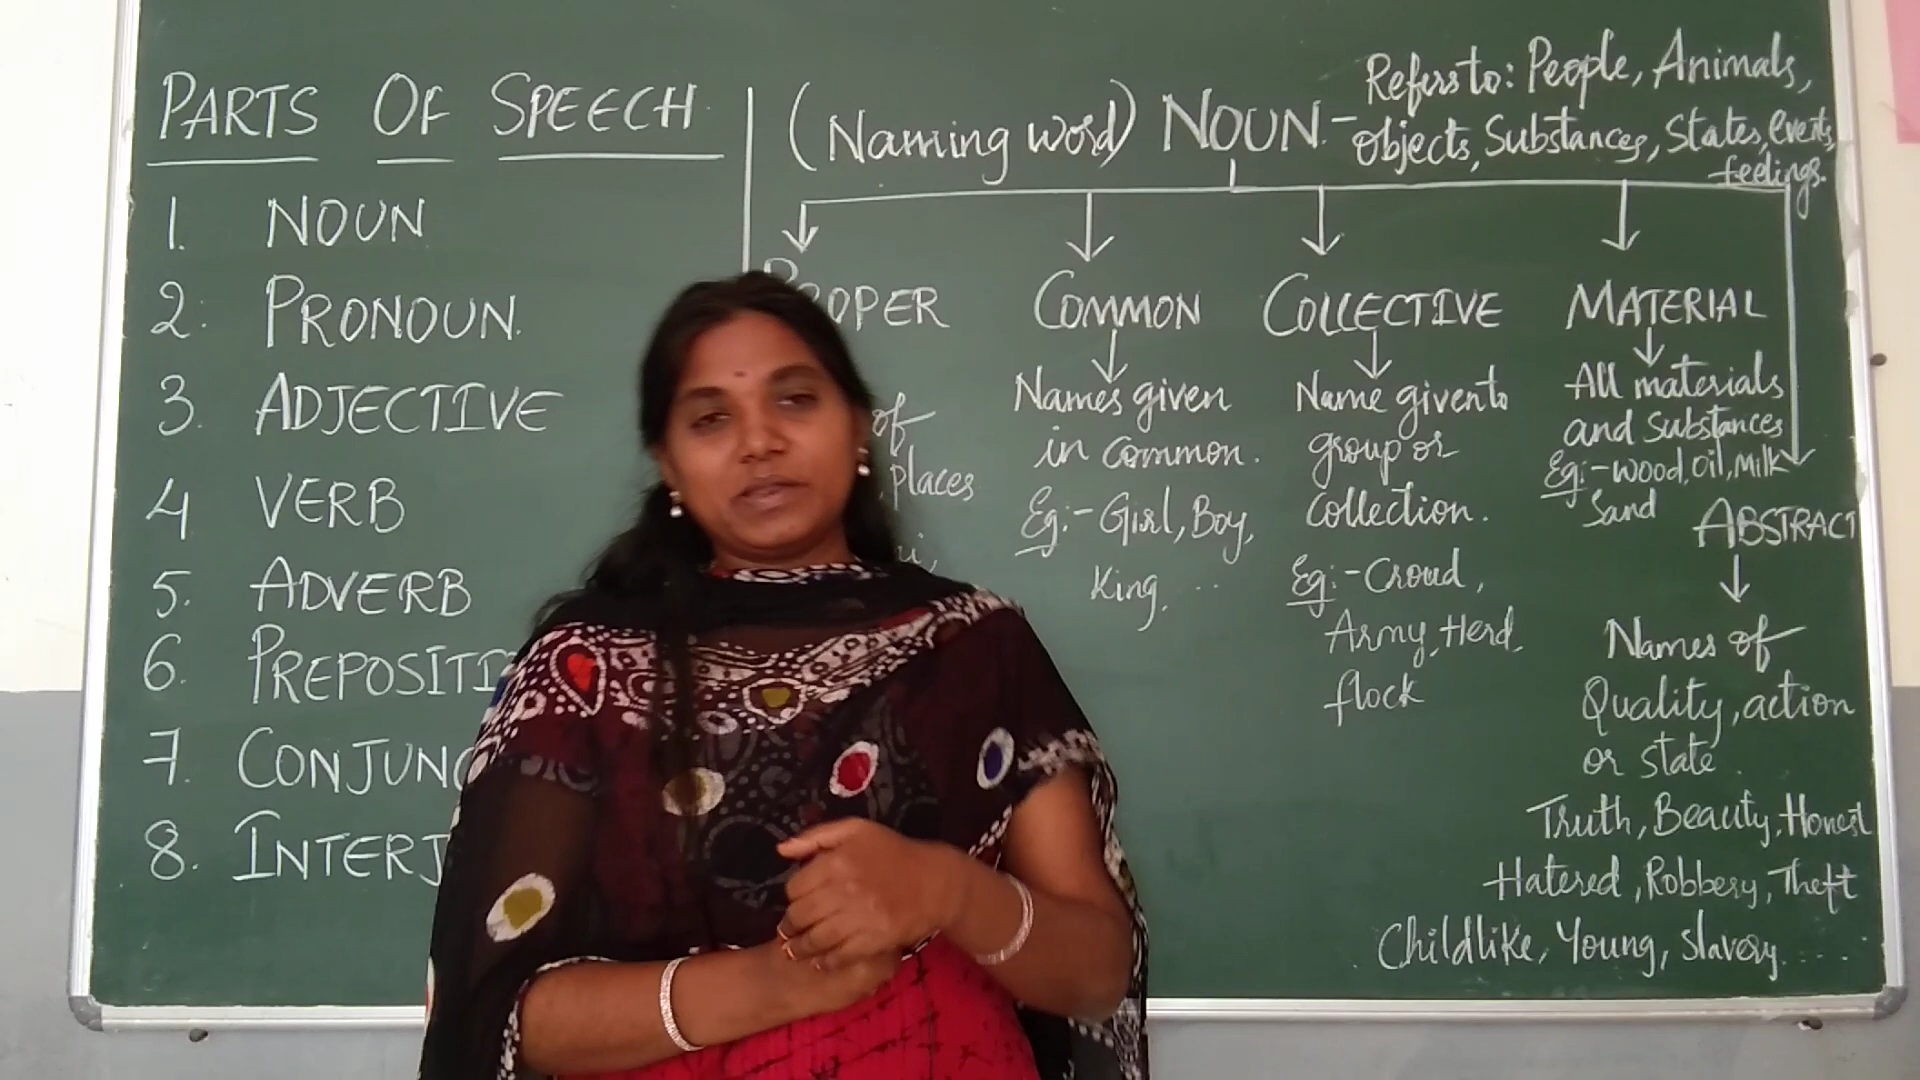 PARTS OF SPEECH
1. NOUN
2. PRONOUN.
3. ADJECTIVE
4 VERB
5. ADVERB
6. PREPOSITI
7. CONJUNC
8. INTERJ
(Naming word) NOUN. - Refers to: People, Animals,
objects, Substances, States, events,
feelings.
PROPER
of
, places
COMMON
Names given
in common.
Eg:- Girl, Boy,
King. ...
COLLECTIVE
Name given to
group or
collection.
Eg:- Croud,
Army, Herd,
flock
MATERIAL
All materials
and Substances
Eg:- wood, Oil, Milk
Sand
ABSTRACT
Names of
Quality, action
or state.
Truth, Beauty, Honest
Hatered, Robbery, Theft
Childlike, Young, Slavery....